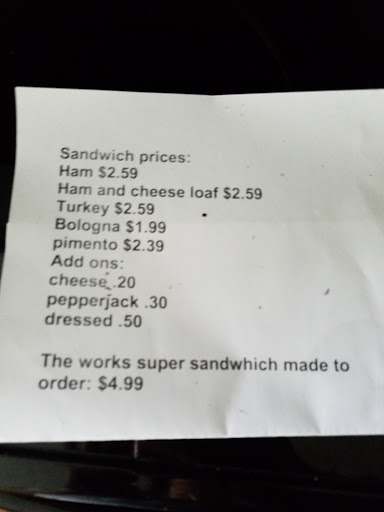 Sandwich prices:
Ham $2.59
Ham and cheese loaf $2.59
Turkey $2.59
Bologna $1.99
pimento $2.39
Add ons:
cheese .20
pepperjack .30
dressed .50
The works super sandwhich made to
order: $4.99